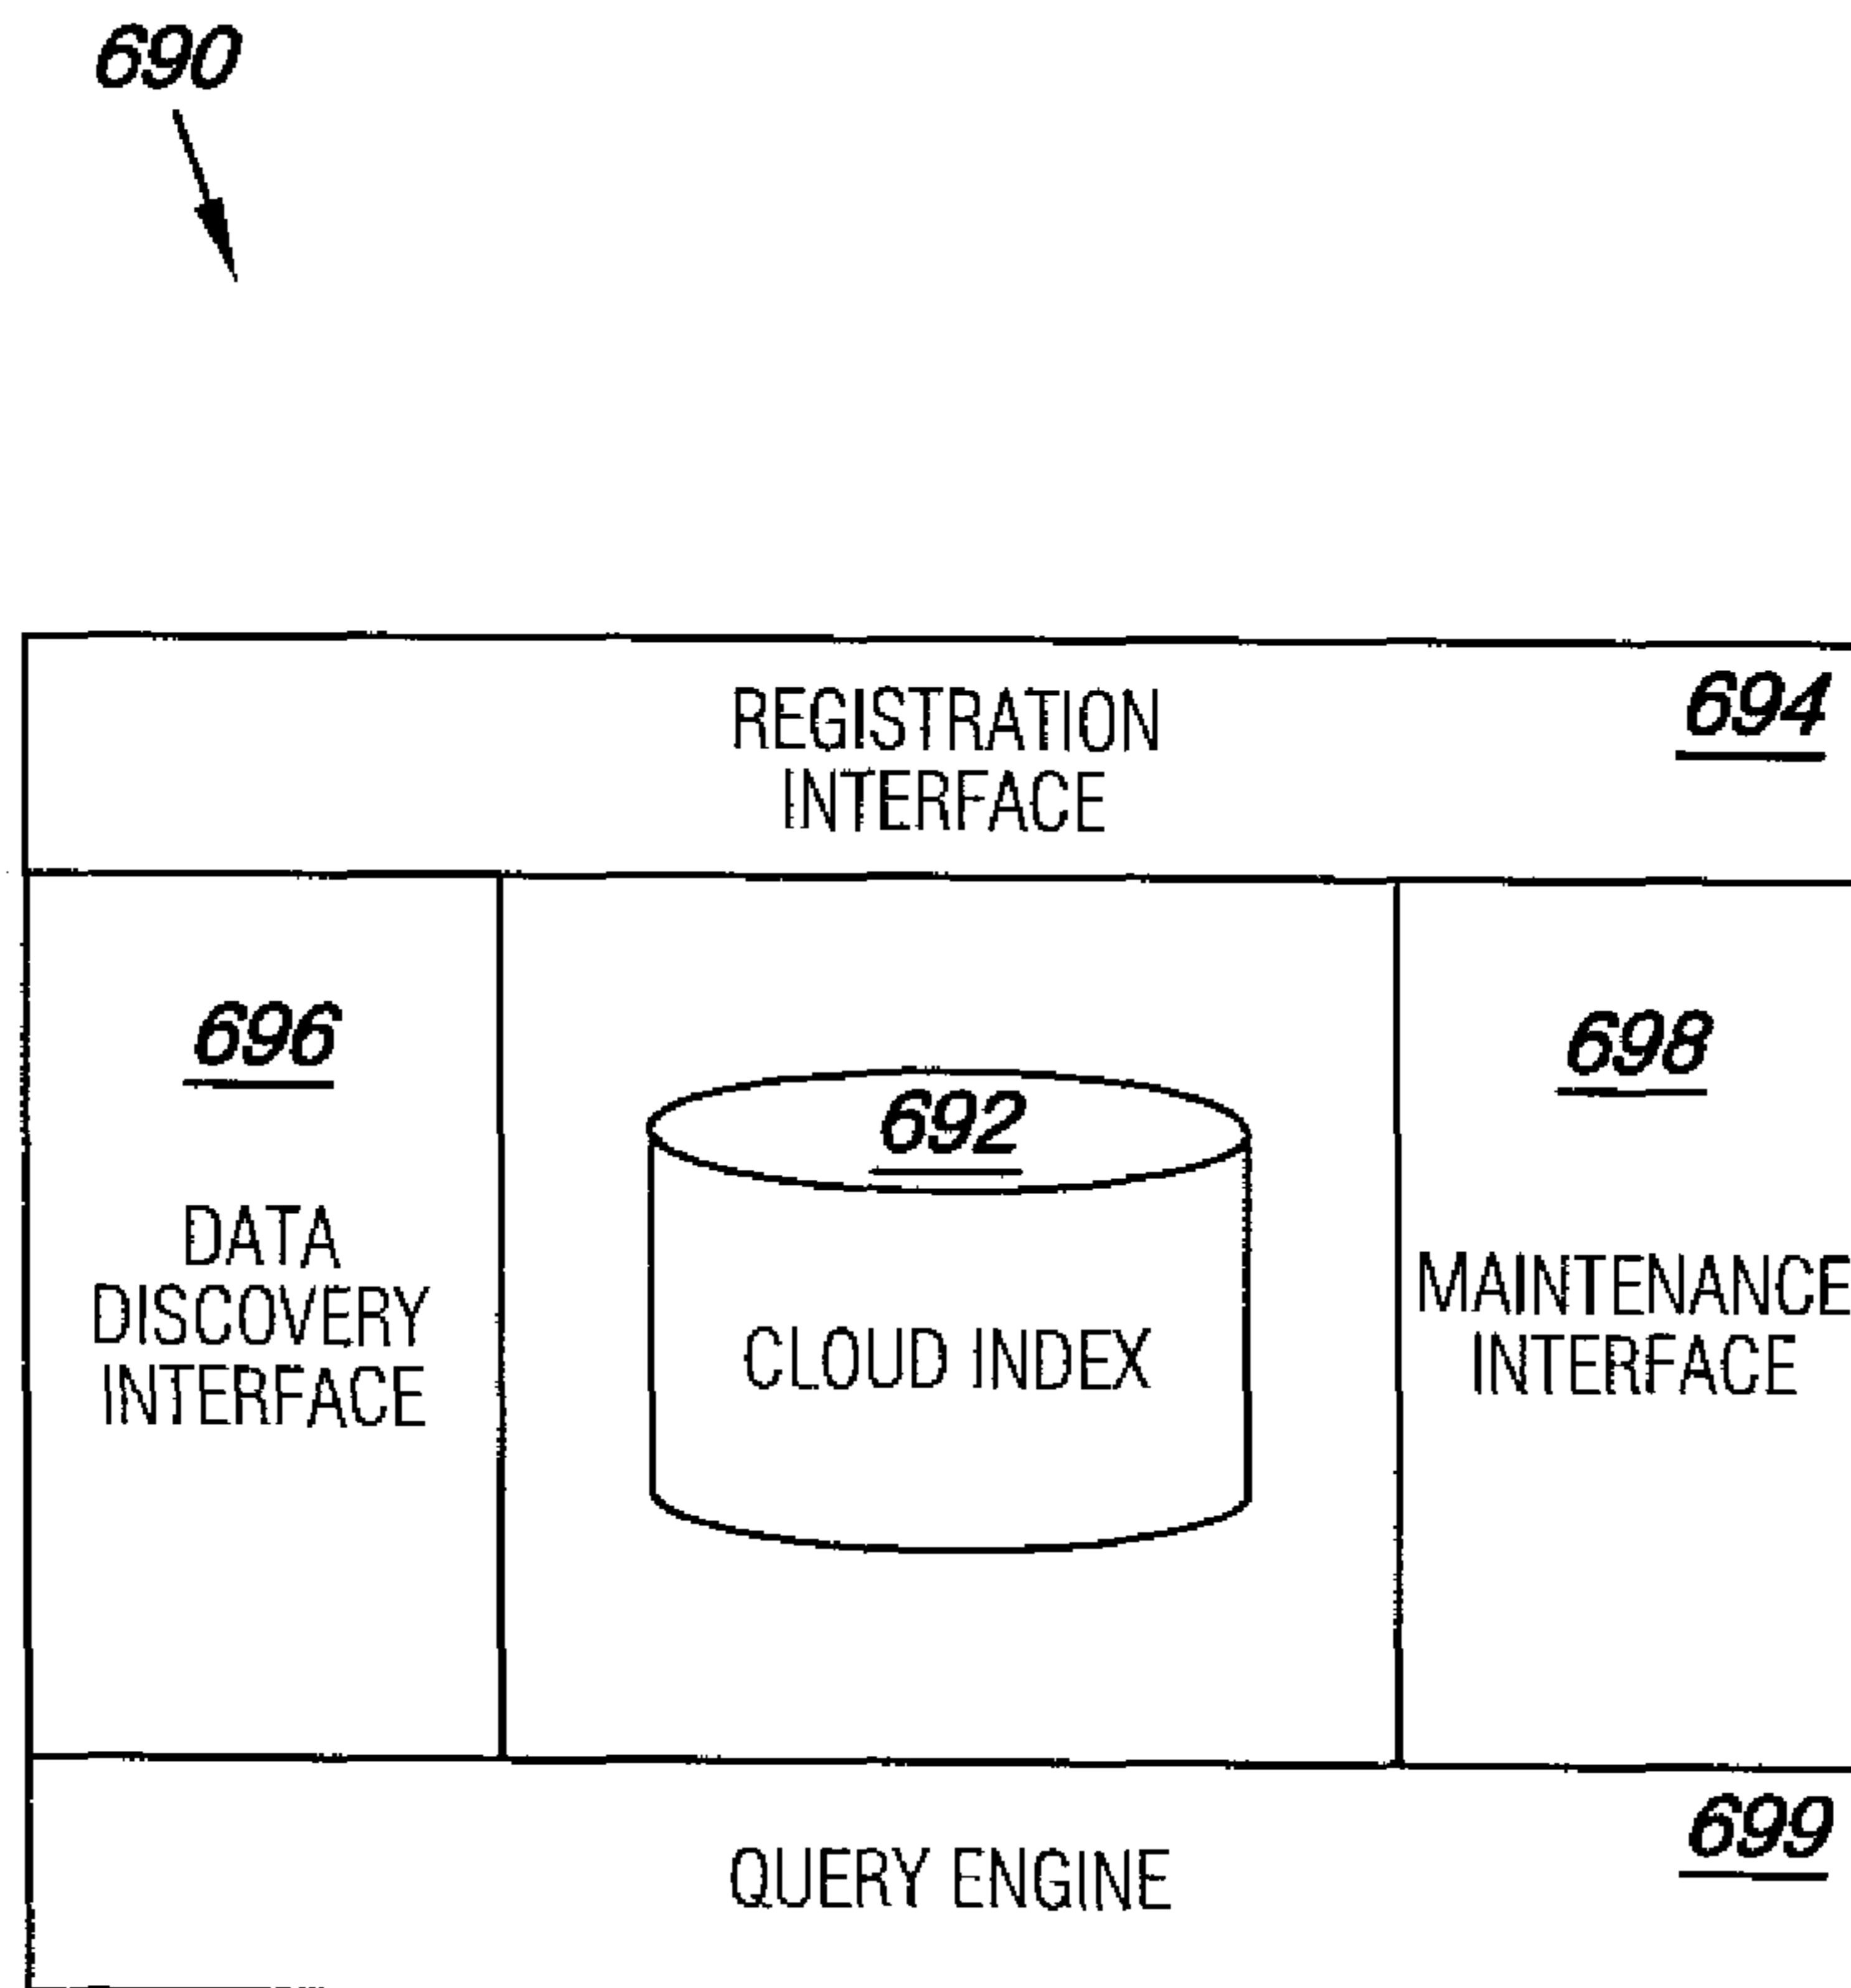 690
REGISTRATION
INTERFACE
694
696
DATA
DISCOVERY
INTERFACE
692
CLOUD INDEX
698
MAINTENANCE
INTERFACE
QUERY ENGINE
699